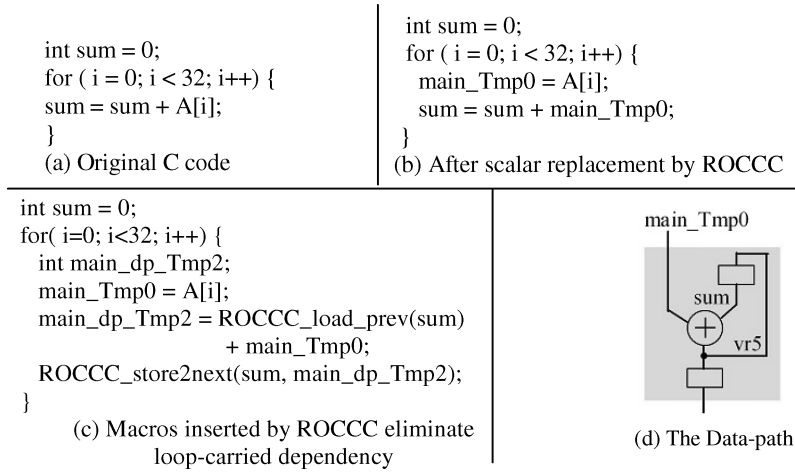 int sum = 0;
for ( i = 0; i < 32; i++) {
sum = sum + A[i];
}
(a) Original C code
int sum = 0;
for ( i = 0; i < 32; i++) {
main_Tmp0 = A[i];
sum = sum + main_Tmp0;
}
(b) After scalar replacement by ROCCC
int sum = 0;
for( i=0; i<32; i++) {
int main_dp_Tmp2;
main_Tmp0 = A[i];
main_dp_Tmp2 = ROCCC_load_prev(sum)
+ main_Tmp0;
ROCCC_store2next(sum, main_dp_Tmp2);
}
(c) Macros inserted by ROCCC eliminate
loop-carried dependency
main_Tmp0
sum
+
vr5
(d) The Data-path